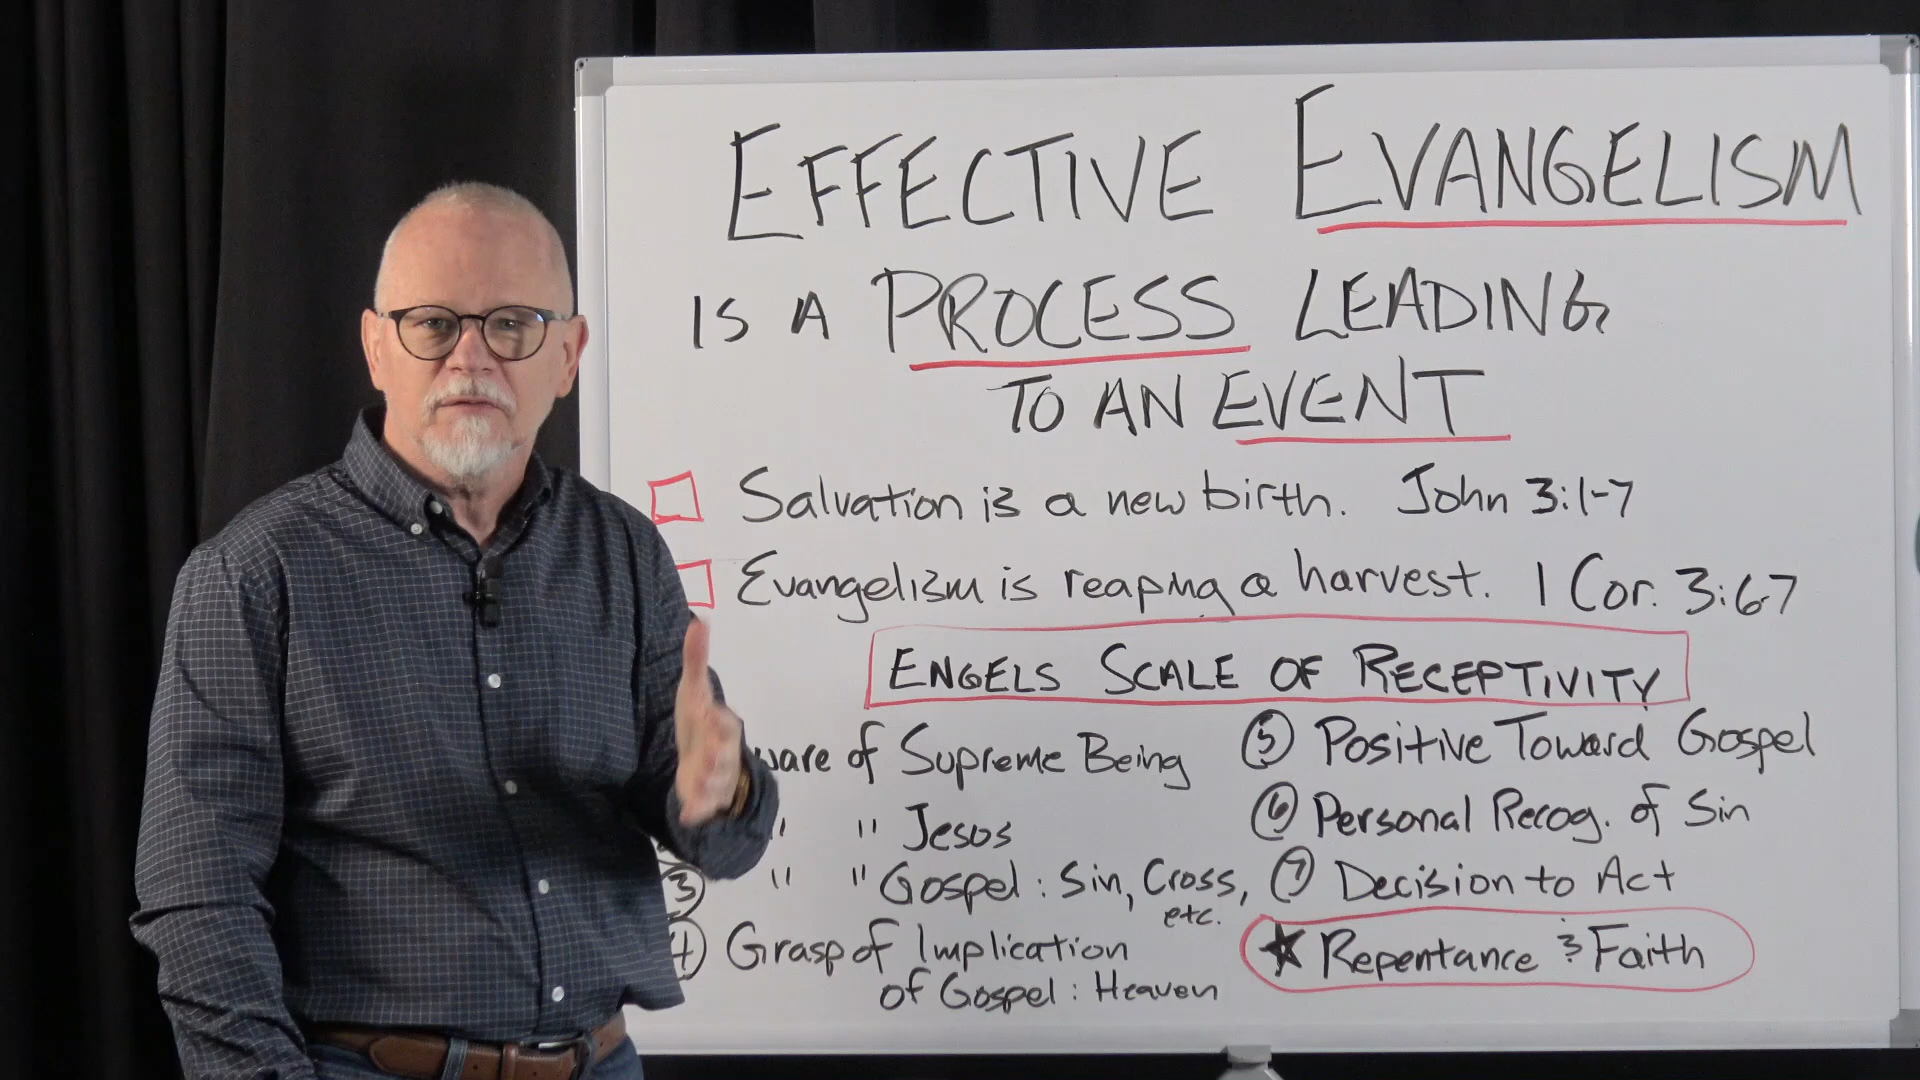 EFFECTIVE EVANGELISM
IS A PROCESS LEADING
TO AN EVENT
Salvation is a new birth. John 3:1-7
Evangelism is reaping a harvest. 1 Cor. 3:6-7
ENGELS SCALE OF RECEPTIVITY
of Supreme Being
" " Jesus
3 " " Gospel: Sin, Cross, etc.
4 Grasp of Implication
of Gospel: Heaven
5 Positive Toward Gospel
6 Personal Recog. of Sin
7 Decision to Act
★ Repentance & Faith